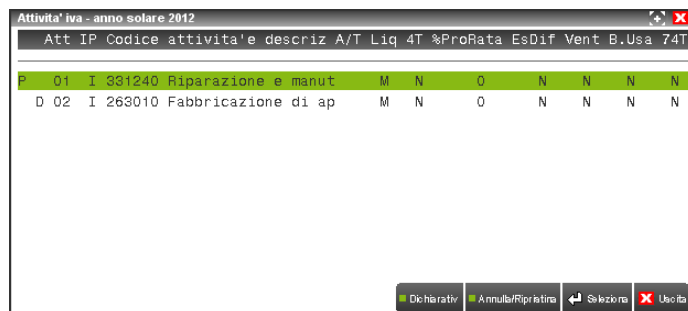 Attivita' iva - anno solare 2012
Att IP Codice attivita'e descriz A/T Liq 4T %ProRata EsDif Vent B.Usa 74T
P 01 I 331240 Riparazione e manut M N 0 N N N N
D 02 I 263010 Fabbricazione di ap M N 0 N N N N
Dichiarativ Annulla/Ripristina Seleziona Uscita